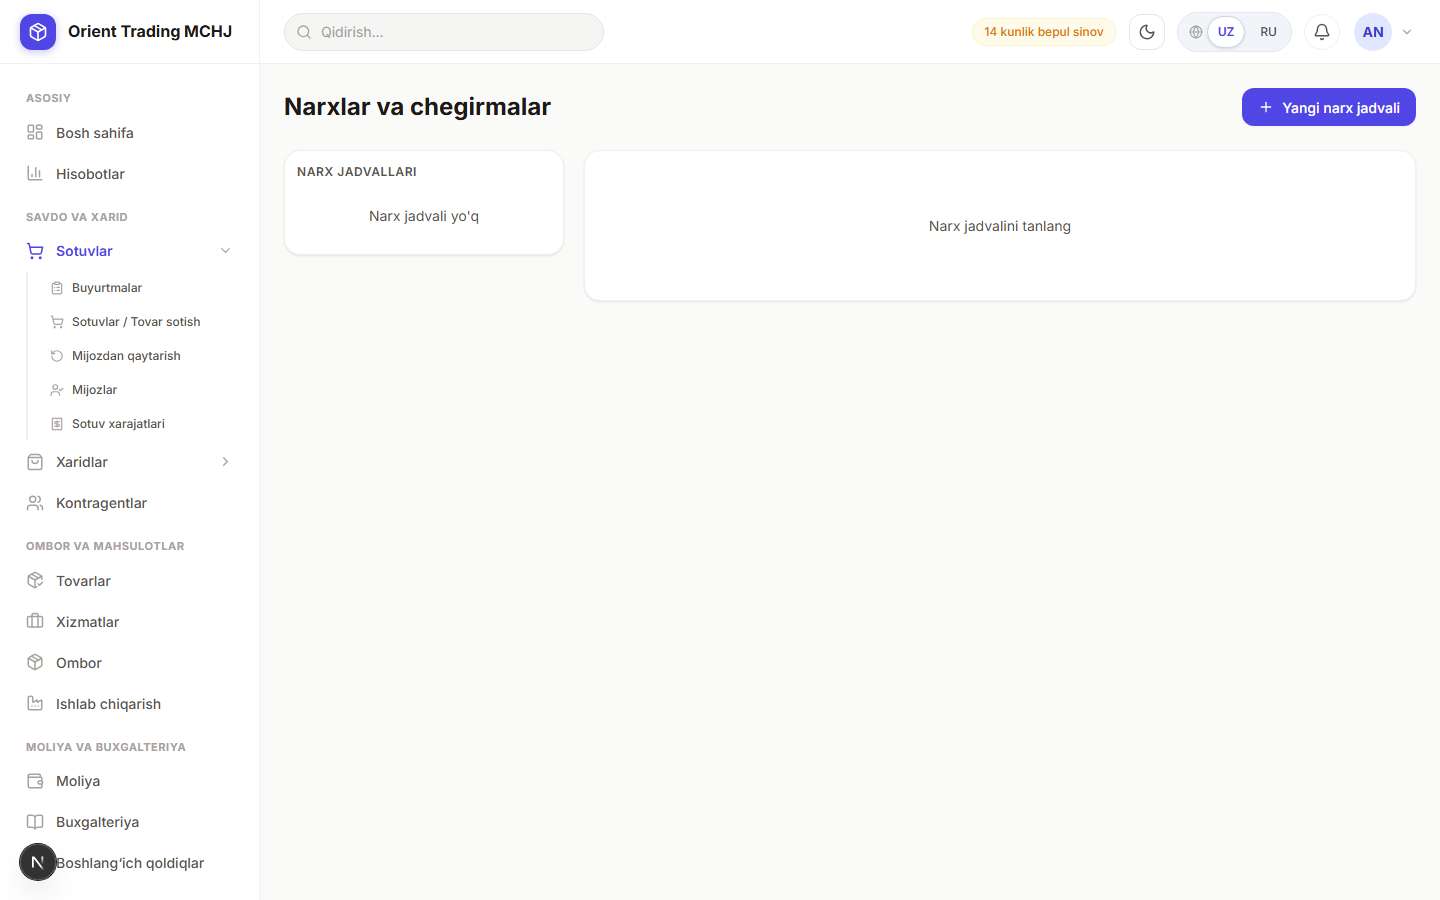 Orient Trading MCHJ
Qidirish...
14 kunlik bepul sinov
UZ
RU
AN
ASOSIY
Bosh sahifa
Hisobotlar
SAVDO VA XARID
Sotuvlar
Buyurtmalar
Sotuvlar / Tovar sotish
Mijozdan qaytarish
Mijozlar
Sotuv xarajatlari
Xaridlar
Kontragentlar
OMBOR VA MAHSULOTLAR
Tovarlar
Xizmatlar
Ombor
Ishlab chiqarish
MOLIYA VA BUXGALTERIYA
Moliya
Buxgalteriya
N
Boshlang‘ich qoldiqlar
Narxlar va chegirmalar
Yangi narx jadvali
NARX JADVALLARI
Narx jadvali yo'q
Narx jadvalini tanlang